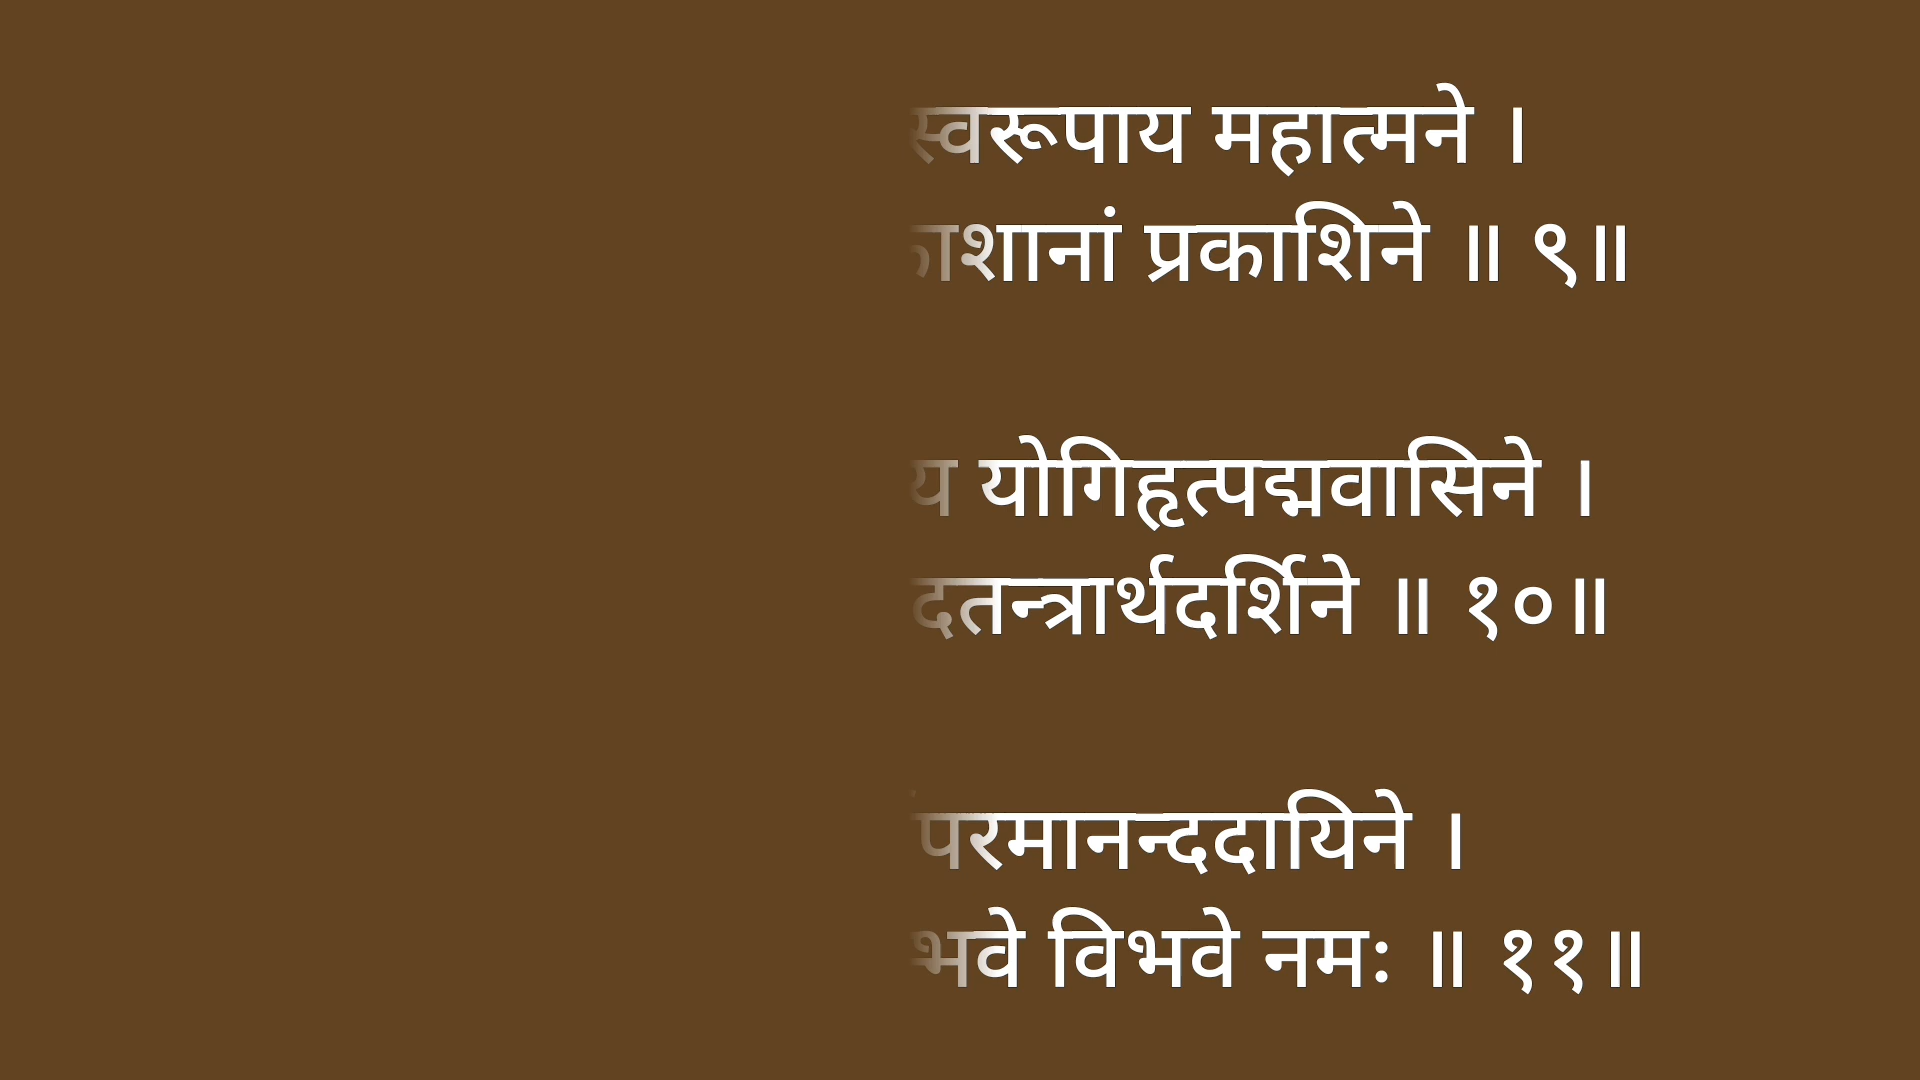 स्वरूपाय महात्मने ।
काशानां प्रकाशिने ॥ ९॥
य योगिहृत्पद्मवासिने ।
दतन्त्रार्थदर्शिने ॥ १०॥
परमानन्ददायिने ।
म्भवे विभवे नमः ॥ ११॥